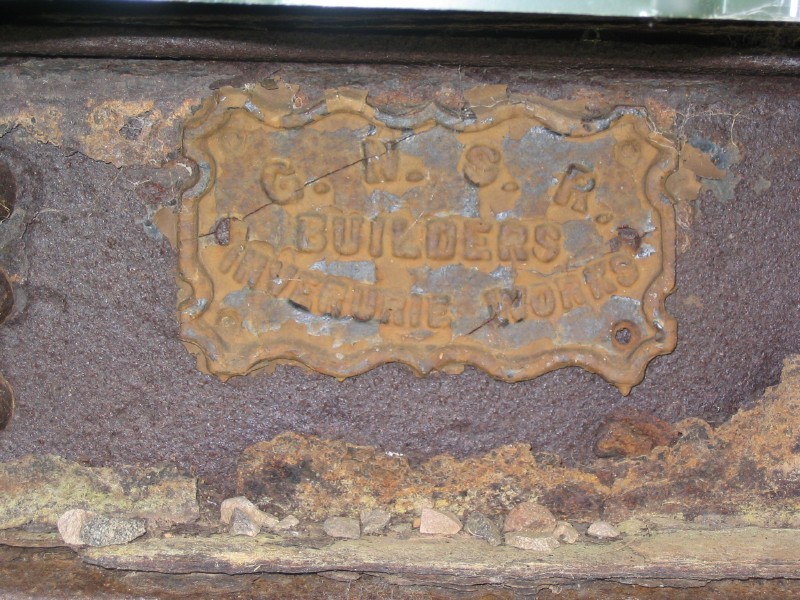 G. N. S. R.
BUILDERS
INVERURIE WORKS